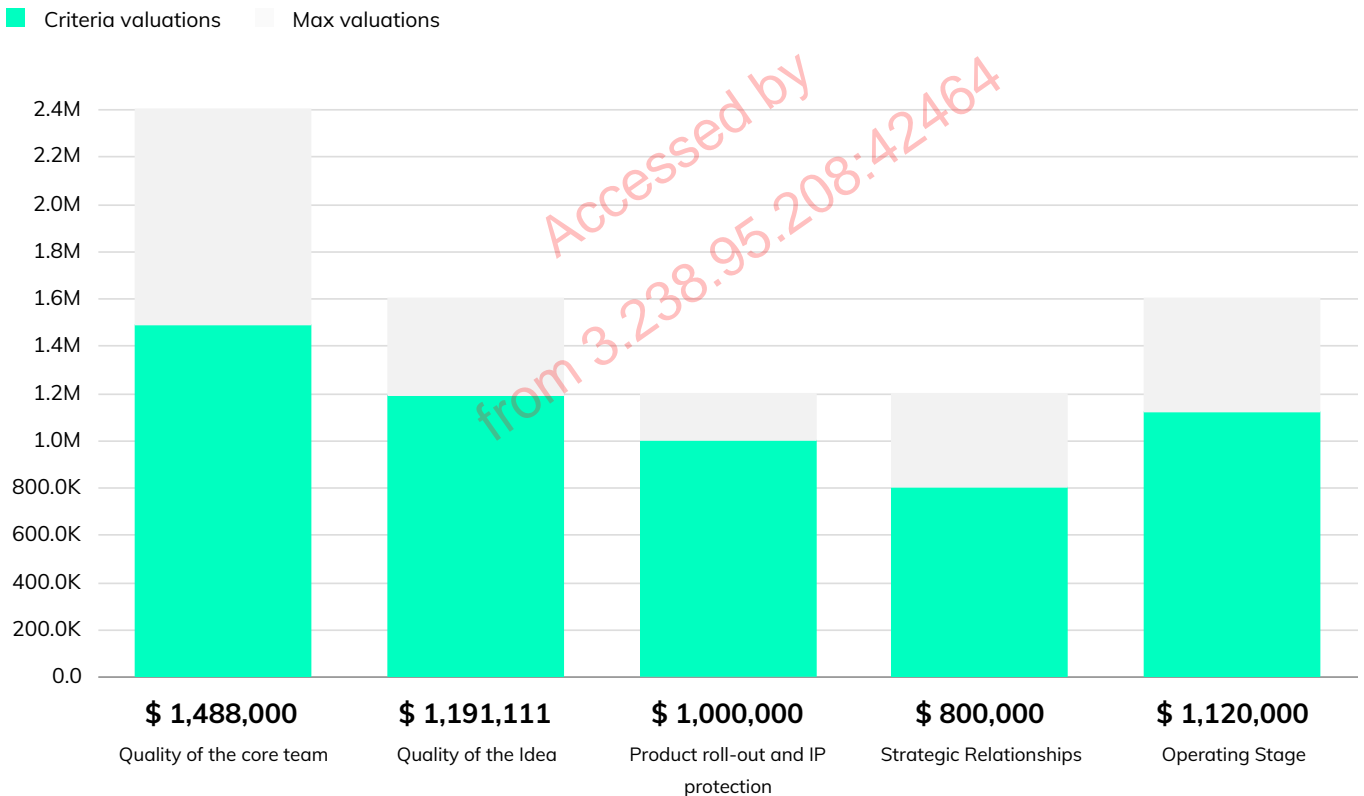 Criteria valuations Max valuations
Accessed by
from 3.238.95.208:42464
2.4M
2.2M
2.0M
1.8M
1.6M
1.4M
1.2M
1.0M
800.0K
600.0K
400.0K
200.0K
0.0
$ 1,488,000 $ 1,191,111 $ 1,000,000 $ 800,000 $ 1,120,000
Quality of the core team Quality of the Idea Product roll-out and IP Strategic Relationships Operating Stage
protection